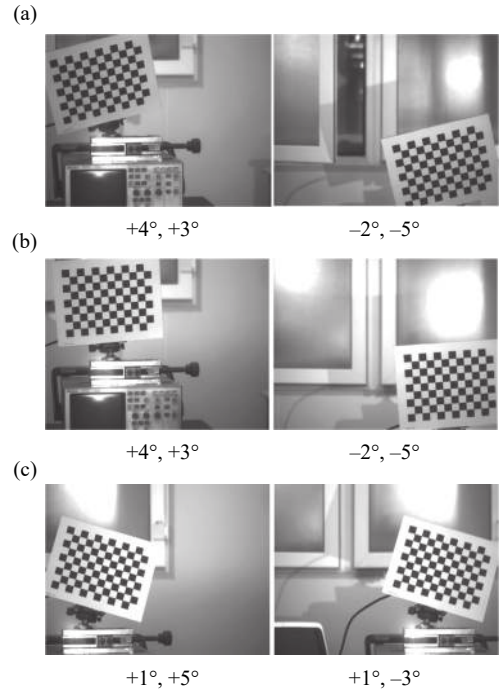 (a)
+4°, +3° –2°, –5°
(b)
+4°, +3° –2°, –5°
(c)
+1°, +5° +1°, –3°